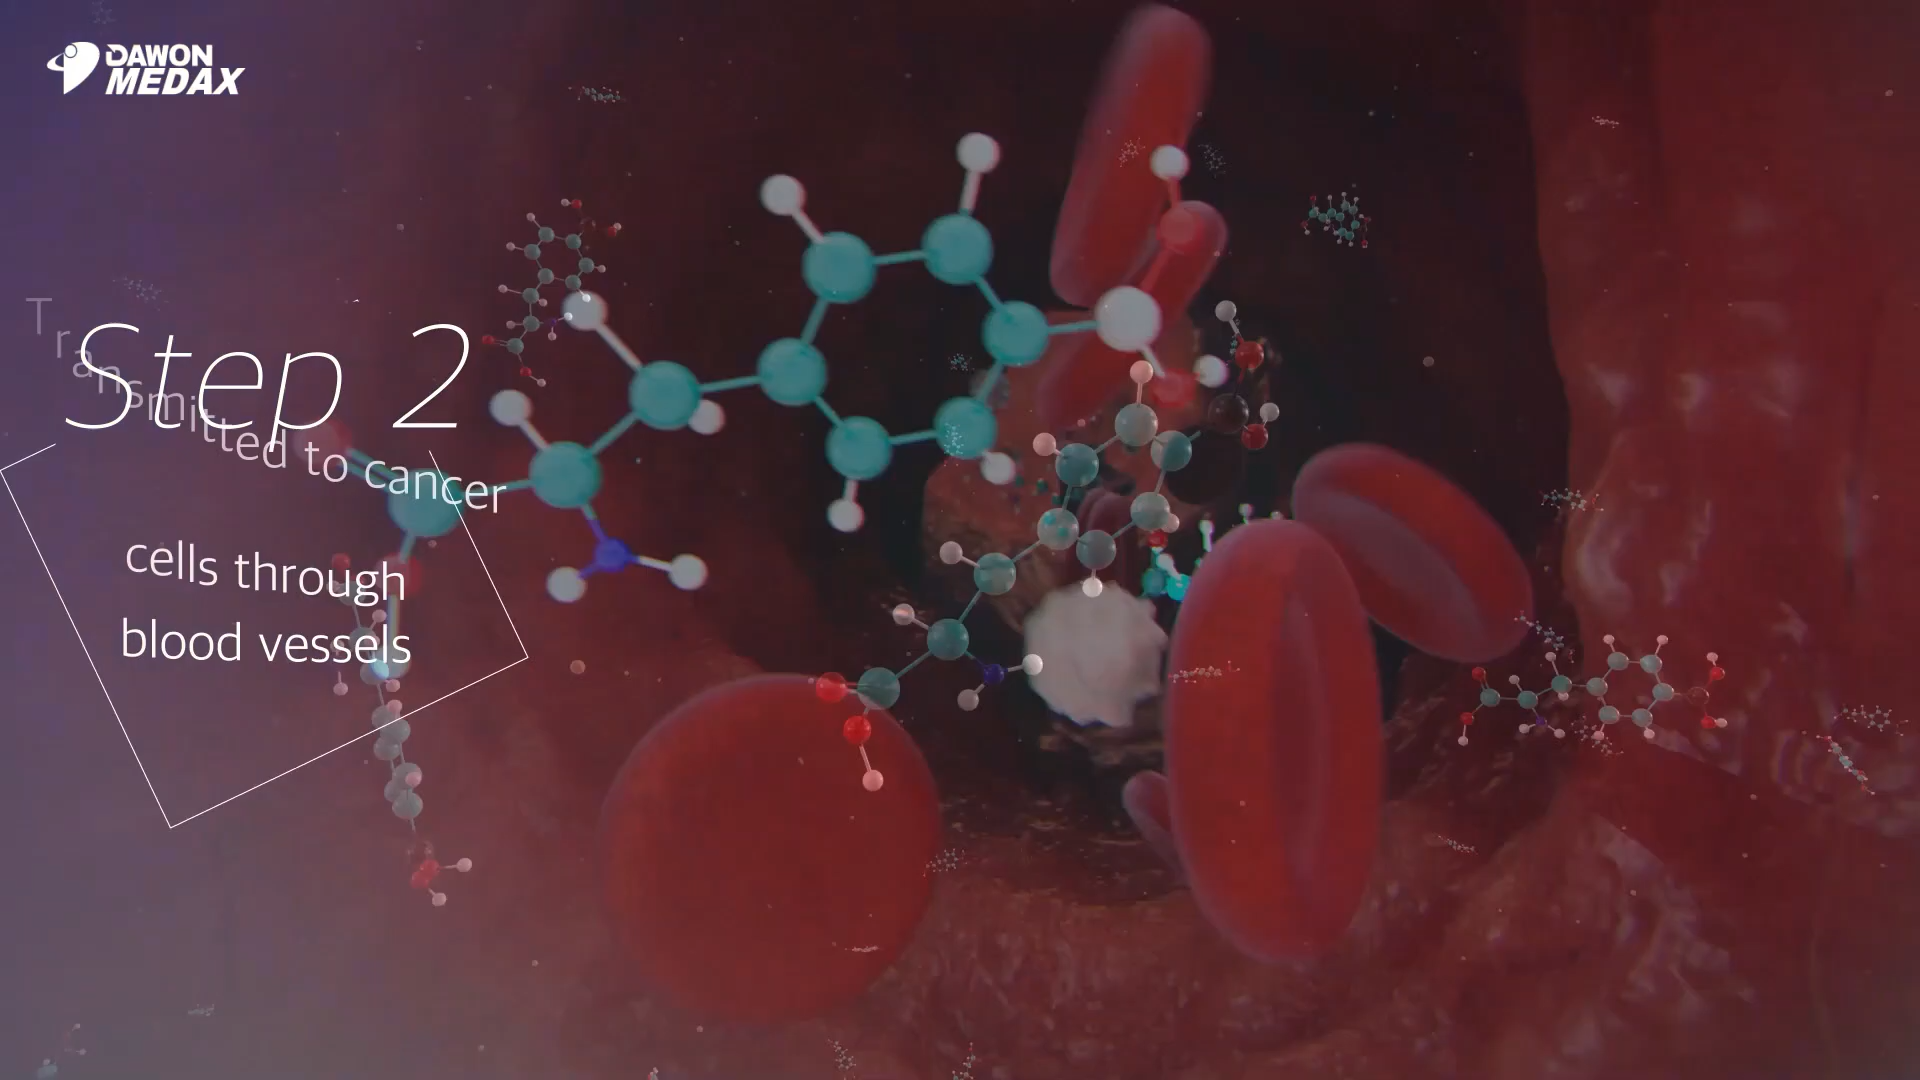 DAWON
MEDAX
Step 2
Transmitted to cancer
cells through
blood vessels